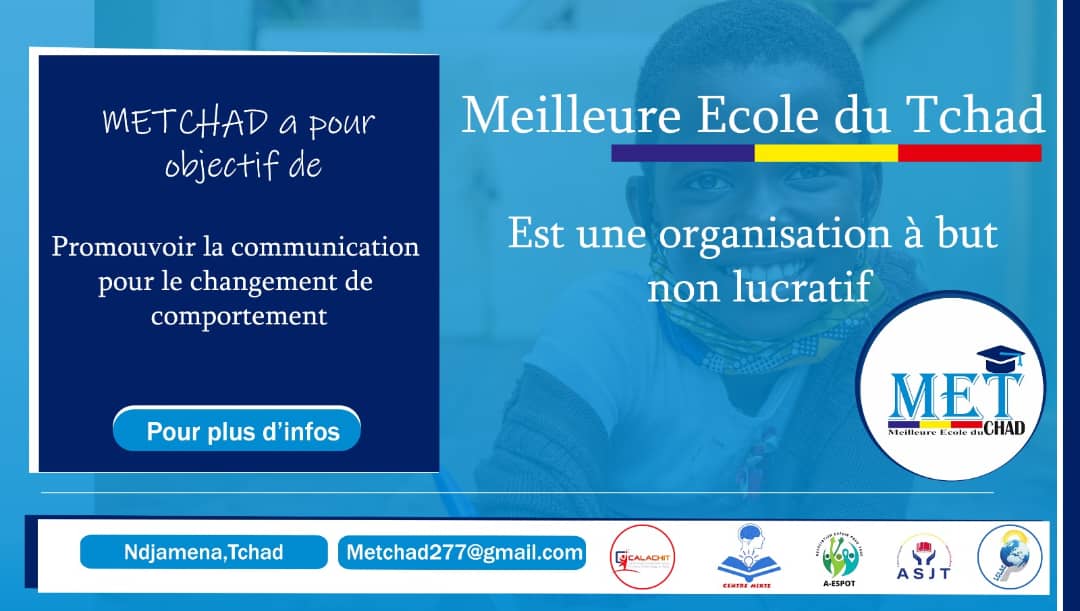 METCHAD a pour
objectif de
Promouvoir la communication
pour le changement de
comportement
Pour plus d'infos
Meilleure Ecole du Tchad
Est une organisation à but
non lucratif
MET
Meilleure Ecole du CHAD
Ndjamena,Tchad
Metchad277@gmail.com
CALACHIT
CENTRE MINTE
A-ESPOT
ASJT